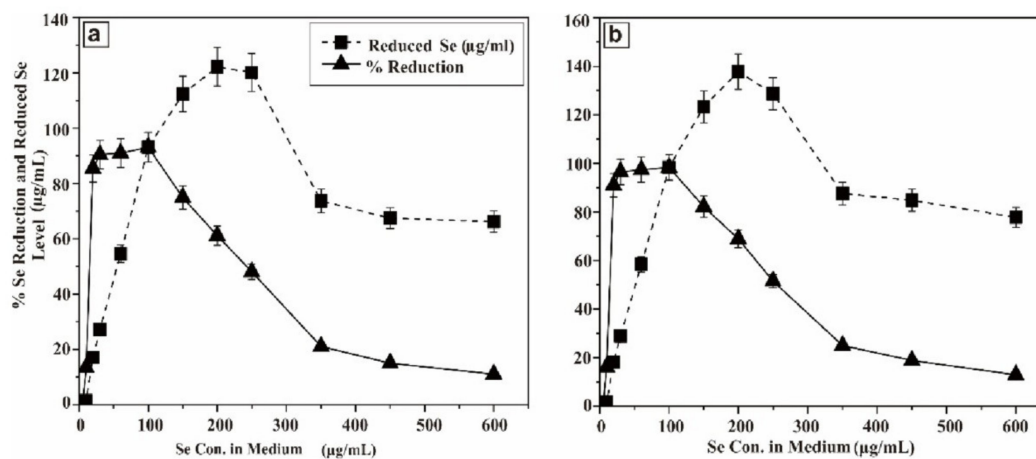 a
Reduced Se (μg/ml)
% Reduction
% Se Reduction and Reduced Se
Level (μg/mL)
140
120
100
80
60
40
20
0
0 100 200 300 400 500 600
Se Con. in Medium (μg/mL)
b
160
140
120
100
80
60
40
20
0
0 100 200 300 400 500 600
Se Con. in Medium (μg/mL)